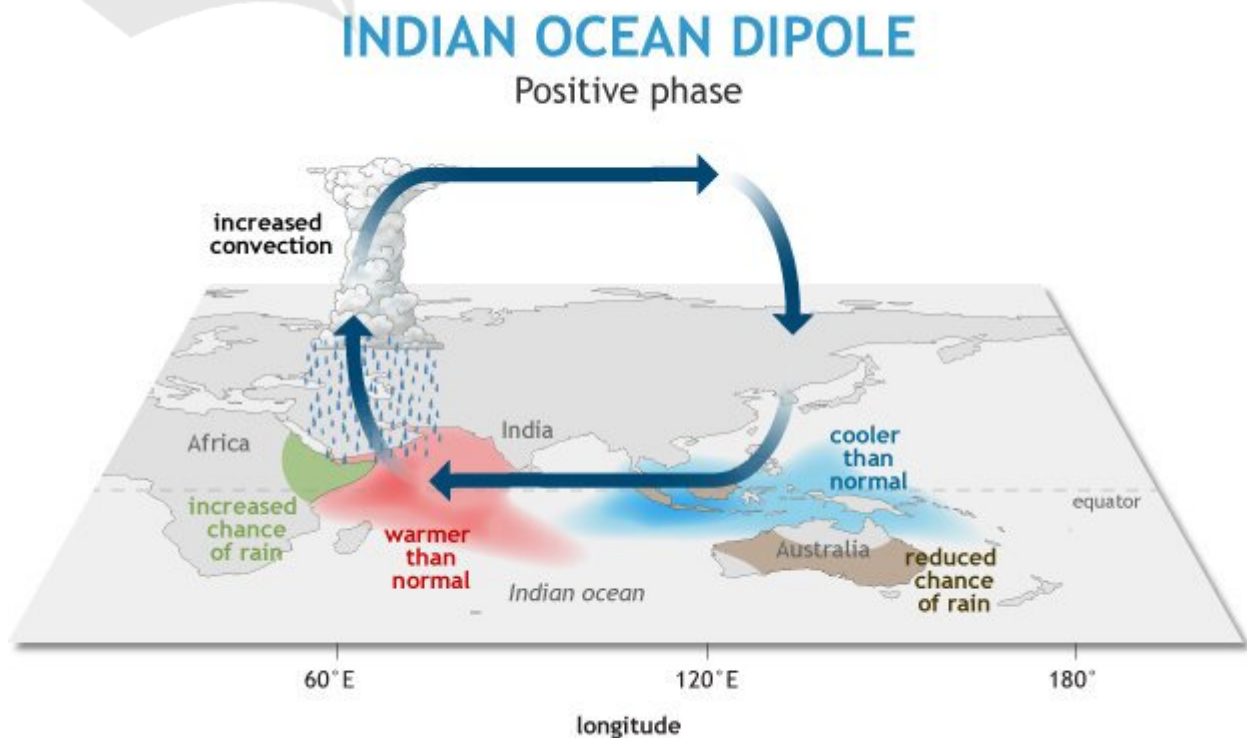 INDIAN OCEAN DIPOLE
Positive phase
increased
convection
Africa
India
increased
chance
of rain
warmer
than
normal
Indian ocean
cooler
than
normal
equator
Australia
reduced
chance
of rain
60°E
120°E
180°
longitude